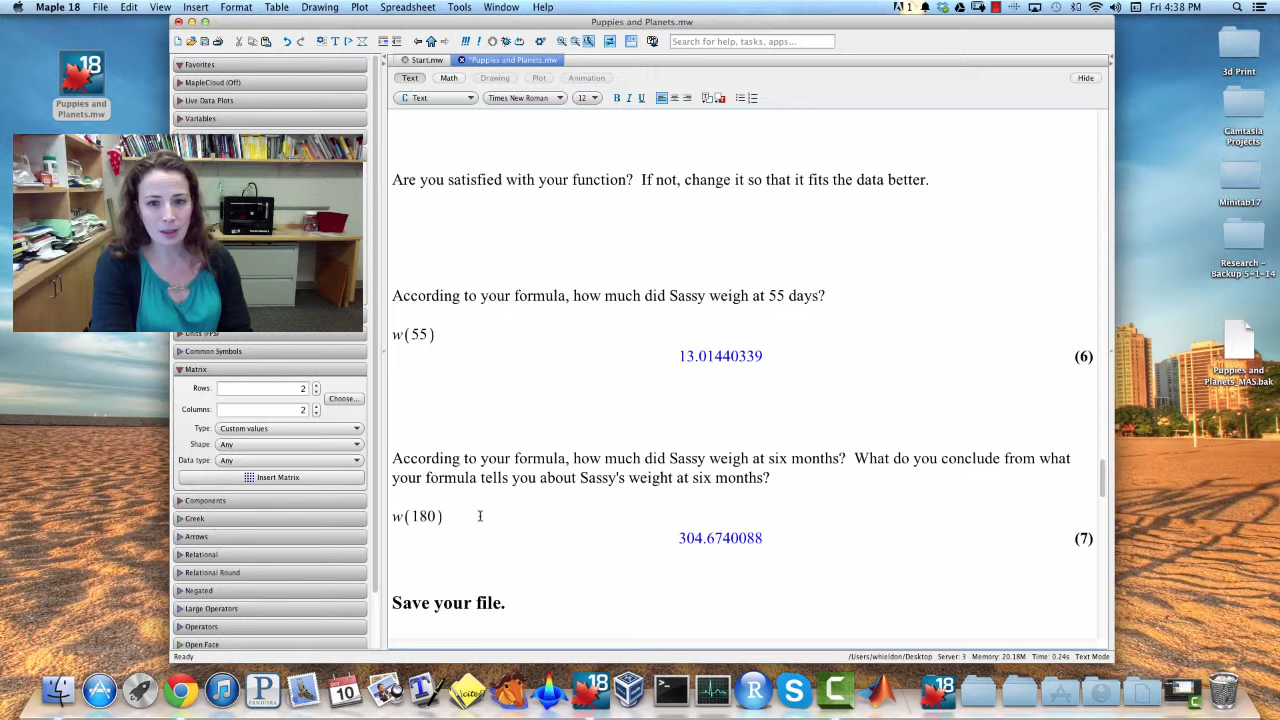 Maple 18 File Edit View Insert Format Table Drawing Plot Spreadsheet Tools Window Help
1 Fri 4:38 PM
Puppies and Planets.mw
Search for help, tasks, apps...
Start.mw *Puppies and Planets.mw
Text Math Drawing Plot Animation Hide
C Text Times New Roman 12 B I U
18
Puppies and
Planets.mw
Favorites
MapleCloud (Off)
Live Data Plots
Variables
Units (FPS)
Common Symbols
Matrix
Rows: 2
Columns: 2
Choose...
Type: Custom values
Shape: Any
Data type: Any
Insert Matrix
Components
Greek
Arrows
Relational
Relational Round
Negated
Large Operators
Operators
Open Face
Ready
Are you satisfied with your function? If not, change it so that it fits the data better.
According to your formula, how much did Sassy weigh at 55 days?
w(55)
13.01440339 (6)
According to your formula, how much did Sassy weigh at six months? What do you conclude from what
your formula tells you about Sassy's weight at six months?
w(180)
304.6740088 (7)
Save your file.
/Users/whieldon/Desktop Server: 3 Memory: 20.18M Time: 0.24s Text Mode
3d Print
Camtasia
Projects
Minitab17
Research -
Backup 5-1-14
Puppies and
Planets_MAS.bak
OCT
10
PANDORA
18
18